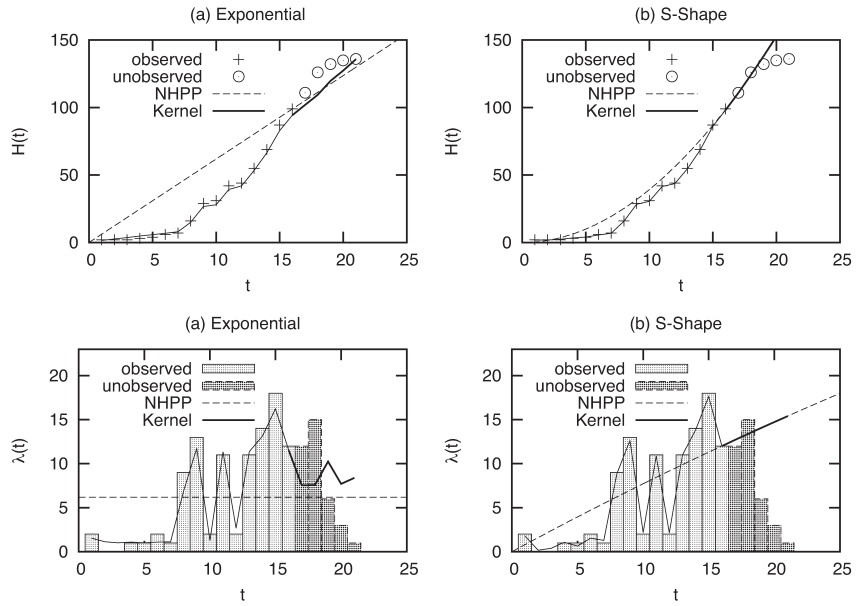 (a) Exponential
150
100
50
0
H(t)
observed
unobserved
NHPP
Kernel
0 5 10 15 20 25
t
(b) S-Shape
150
100
50
0
H(t)
observed
unobserved
NHPP
Kernel
0 5 10 15 20 25
t
(a) Exponential
20
15
10
5
0
λ(t)
observed
unobserved
NHPP
Kernel
0 5 10 15 20 25
t
(b) S-Shape
20
15
10
5
0
λ(t)
observed
unobserved
NHPP
Kernel
0 5 10 15 20 25
t